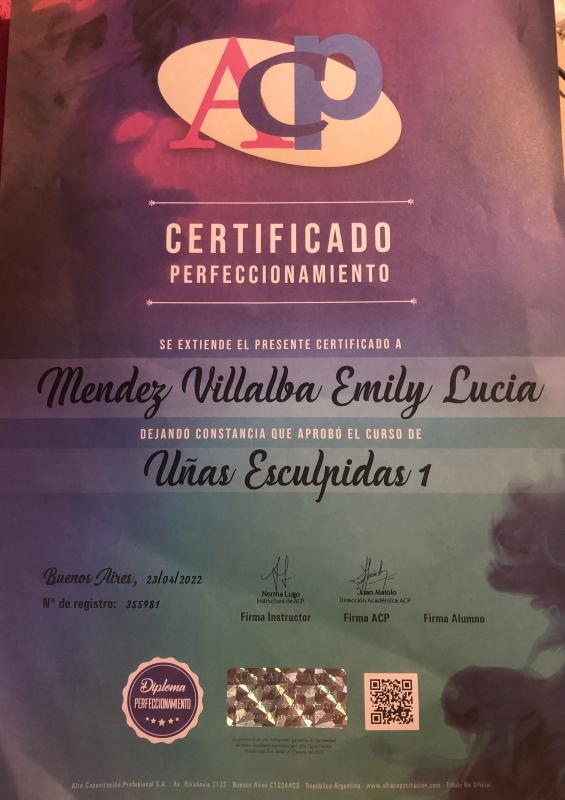 ACP
CERTIFICADO
PERFECCIONAMIENTO
SE EXTIENDE EL PRESENTE CERTIFICADO A
Mendez Villalba Emily Lucia
DEJANDO CONSTANCIA QUE APROBÓ EL CURSO DE
Uñas Esculpidas 1
Buenos Aires, 23/04/2022
N° de registro: 355981
Norma Lugo
Instructora de ACP
Firma Instructor
Juan Maiolo
Dirección Académica ACP
Firma ACP
Firma Alumno
Diploma
PERFECCIONAMIENTO
Alta Capacitación Profesional S.A. : Av. Rivadavia 2122 - Buenos Aires C1034ACO - República Argentina - www.altacapacitacion.com - Título No Oficial